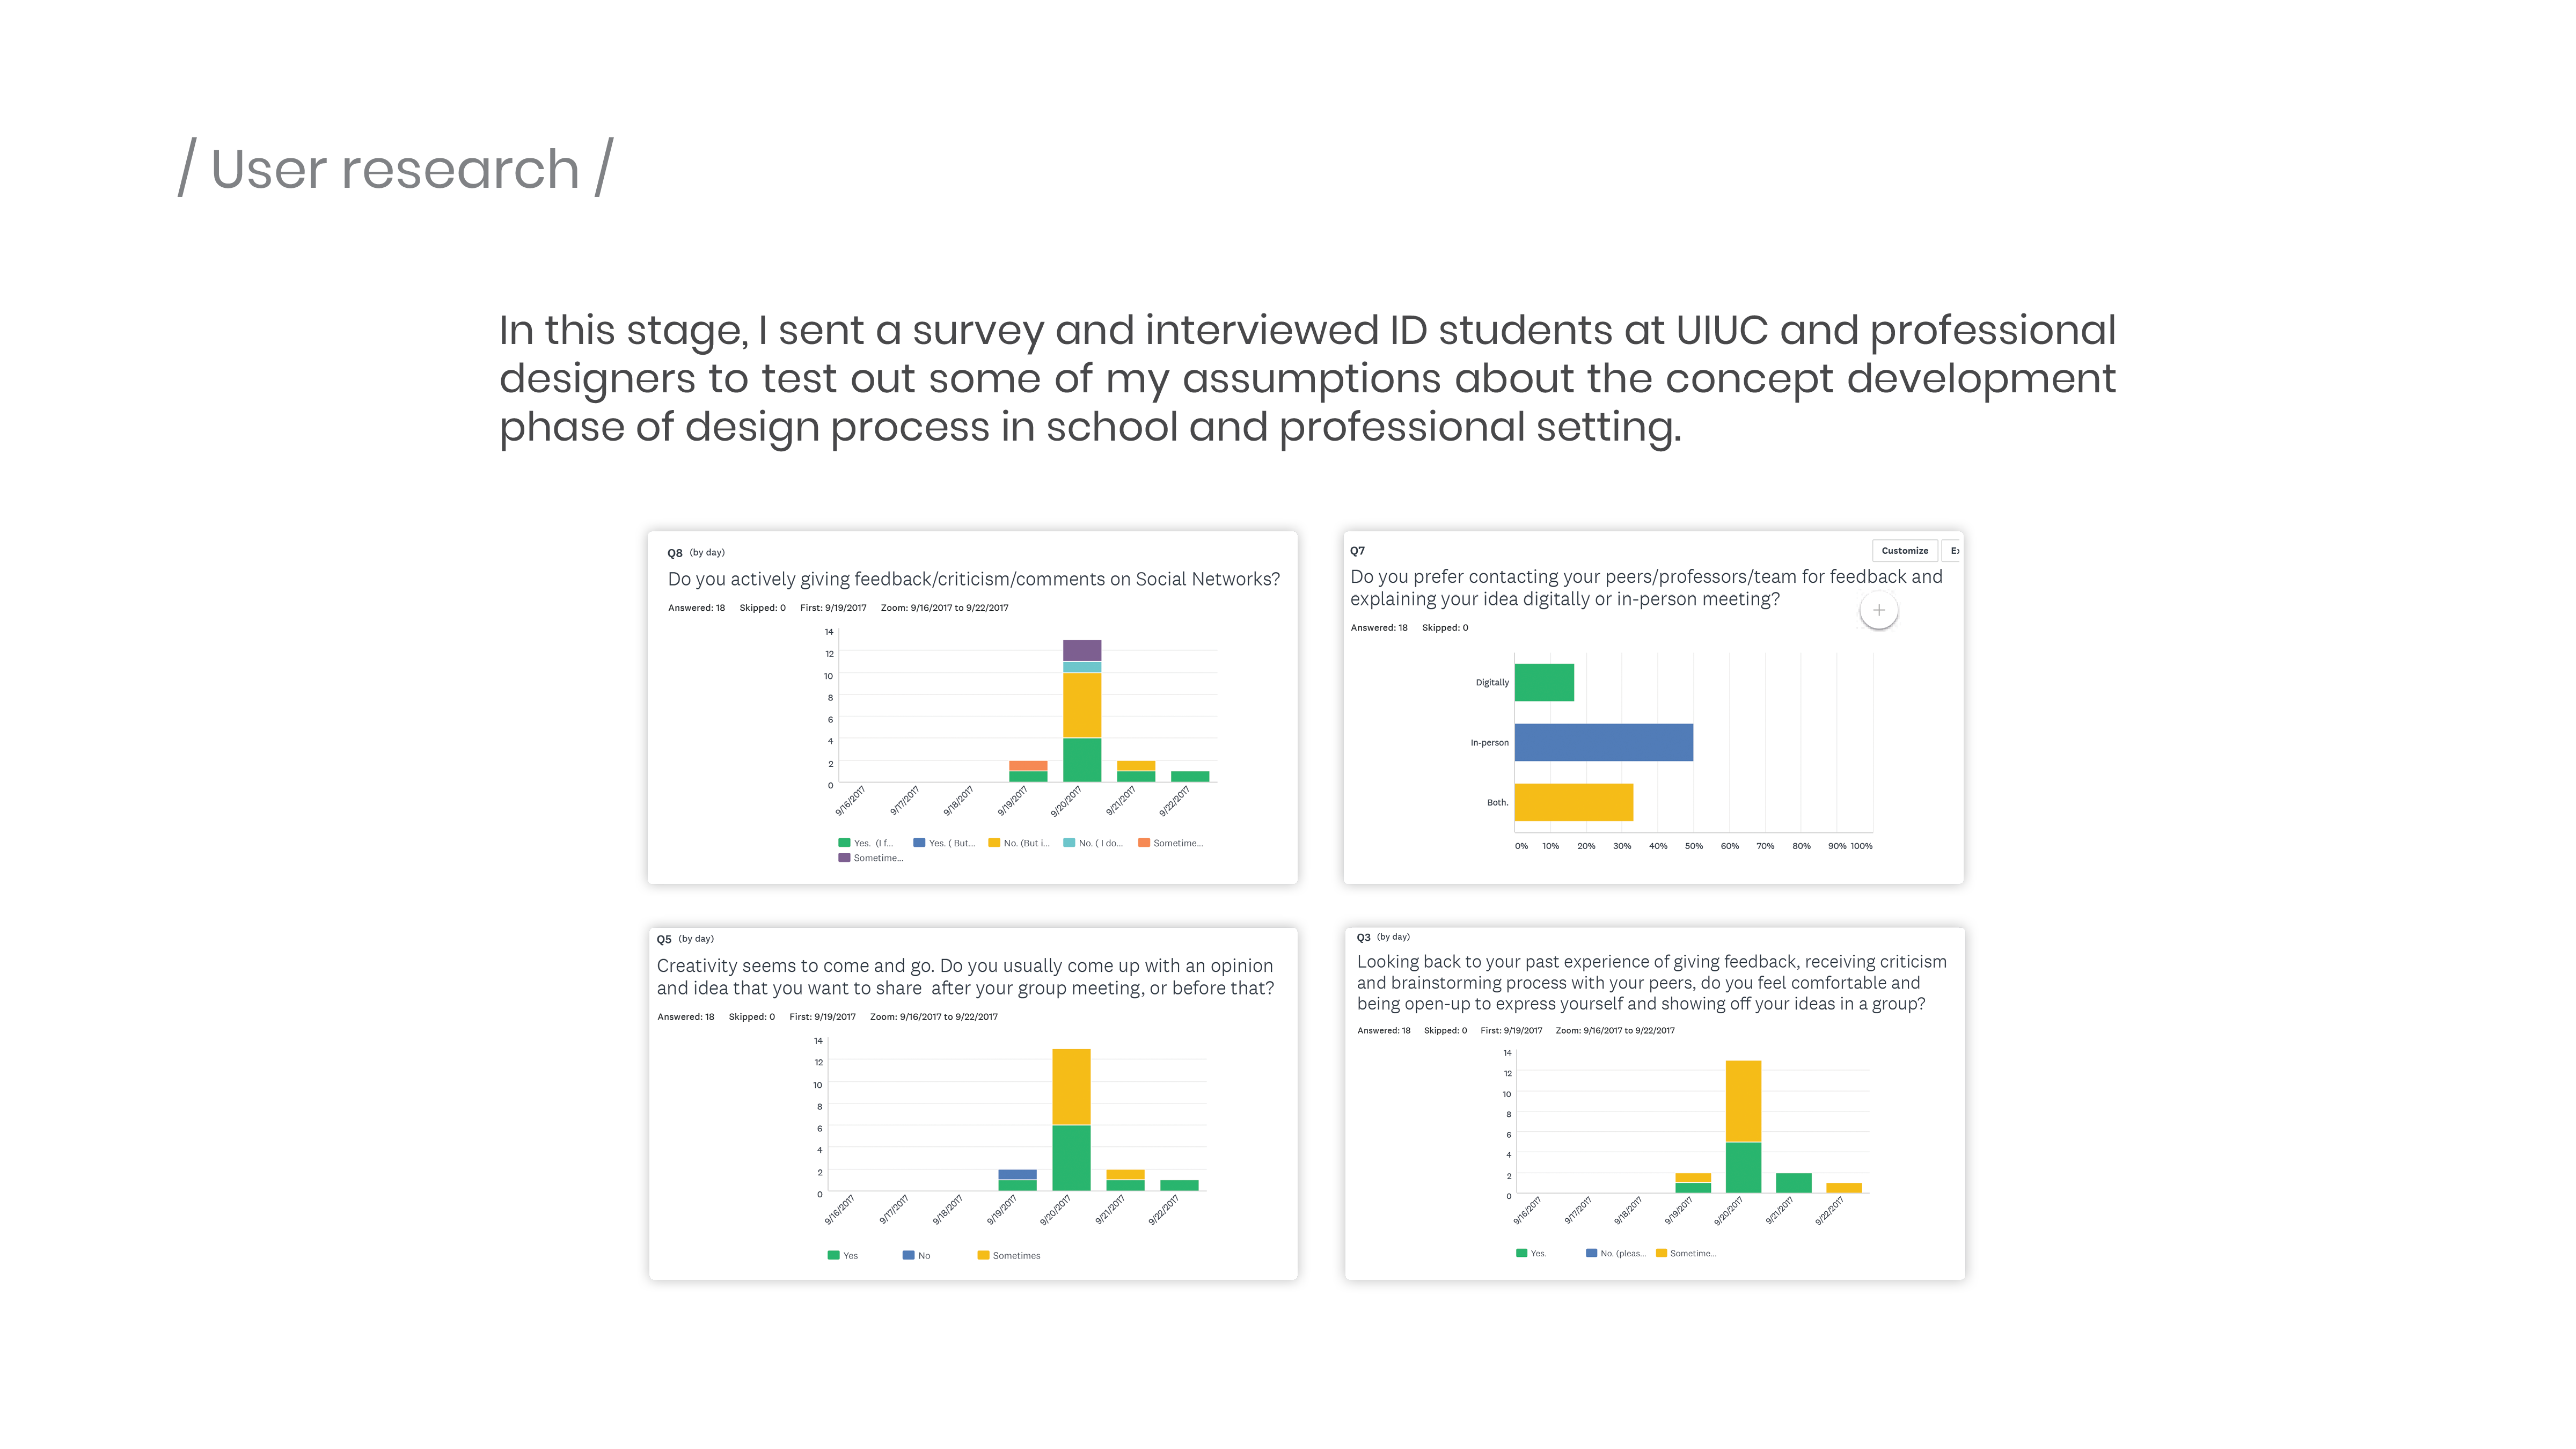 / User research /
In this stage, I sent a survey and interviewed ID students at UIUC and professional
designers to test out some of my assumptions about the concept development
phase of design process in school and professional setting.
Q8 (by day)
Do you actively giving feedback/criticism/comments on Social Networks?
Answered: 18 Skipped: 0 First: 9/19/2017 Zoom: 9/16/2017 to 9/22/2017
14
12
10
8
6
4
2
0
9/16/2017 9/17/2017 9/18/2017 9/19/2017 9/20/2017 9/21/2017 9/22/2017
Yes. (I f... Yes. ( But... No. (But i... No. ( I do... Sometime...
Sometime...
Q7
Customize Ex
Do you prefer contacting your peers/professors/team for feedback and
explaining your idea digitally or in-person meeting?
+
Answered: 18 Skipped: 0
Digitally
In-person
Both.
0% 10% 20% 30% 40% 50% 60% 70% 80% 90% 100%
Q5 (by day)
Creativity seems to come and go. Do you usually come up with an opinion
and idea that you want to share after your group meeting, or before that?
Answered: 18 Skipped: 0 First: 9/19/2017 Zoom: 9/16/2017 to 9/22/2017
14
12
10
8
6
4
2
0
9/16/2017 9/17/2017 9/18/2017 9/19/2017 9/20/2017 9/21/2017 9/22/2017
Yes No Sometimes
Q3 (by day)
Looking back to your past experience of giving feedback, receiving criticism
and brainstorming process with your peers, do you feel comfortable and
being open-up to express yourself and showing off your ideas in a group?
Answered: 18 Skipped: 0 First: 9/19/2017 Zoom: 9/16/2017 to 9/22/2017
14
12
10
8
6
4
2
0
9/16/2017 9/17/2017 9/18/2017 9/19/2017 9/20/2017 9/21/2017 9/22/2017
Yes. No. (pleas... Sometime...